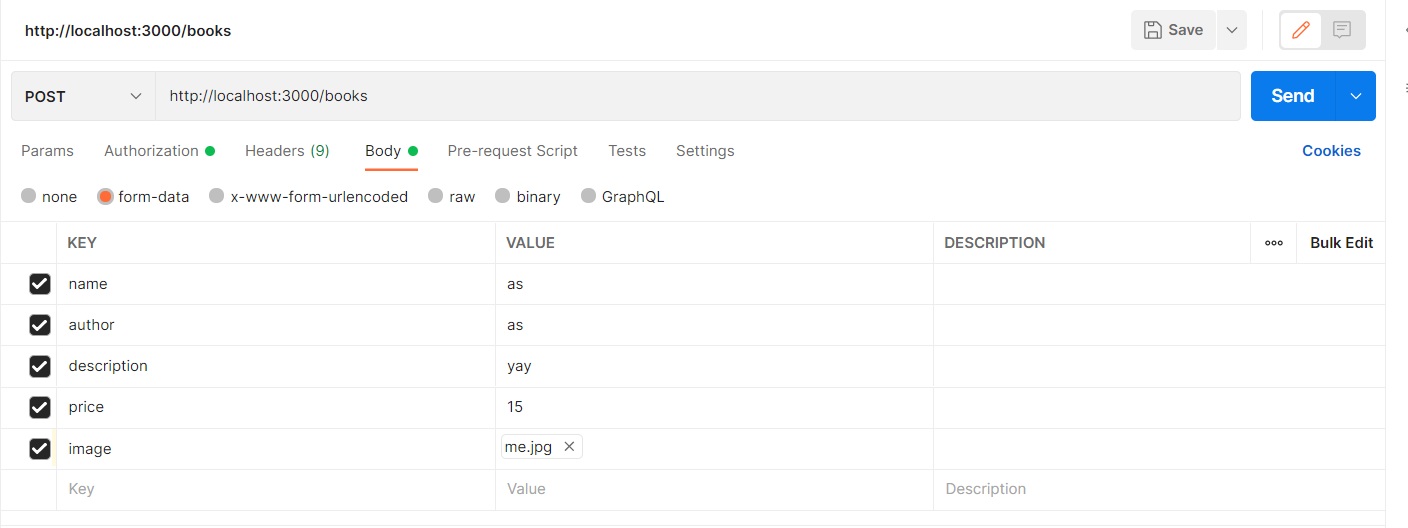 http://localhost:3000/books Save
POST http://localhost:3000/books Send
Params Authorization Headers (9) Body Pre-request Script Tests Settings Cookies
none form-data x-www-form-urlencoded raw binary GraphQL
KEY VALUE DESCRIPTION Bulk Edit
name as
author as
description yay
price 15
image me.jpg
Key Value Description